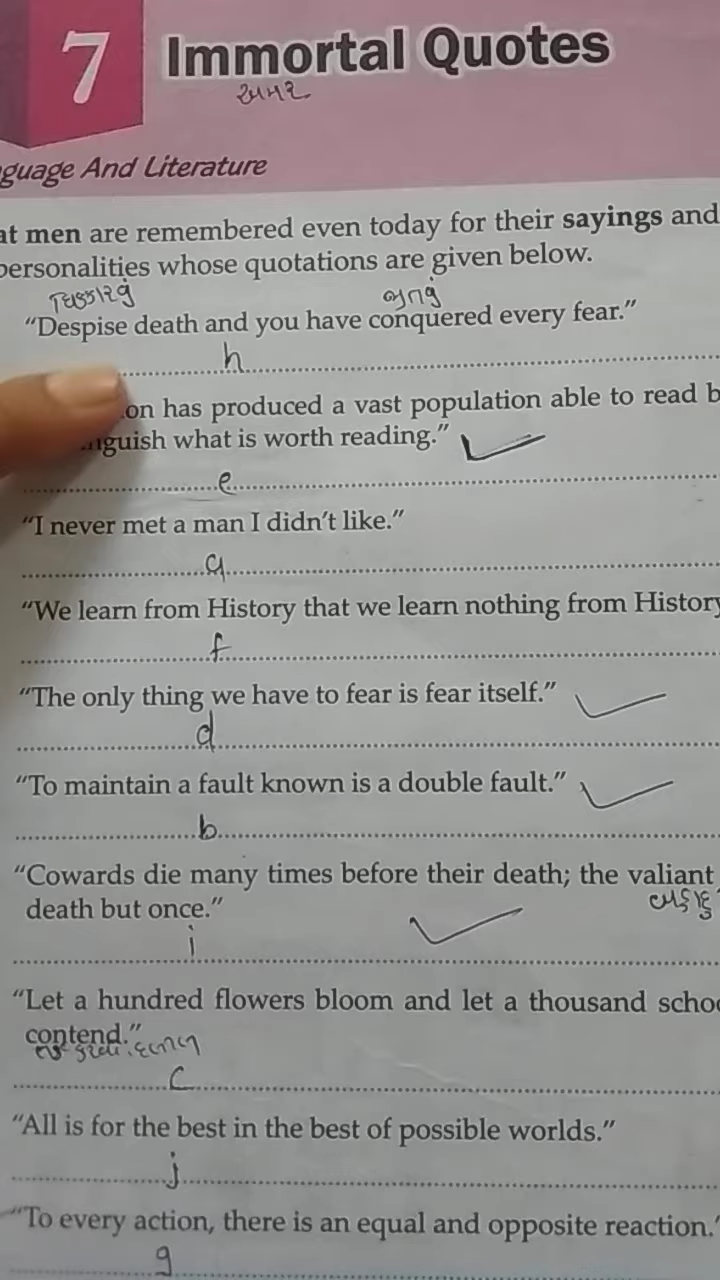 7 Immortal Quotes
અમર
guage And Literature
at men are remembered even today for their sayings and
personalities whose quotations are given below.
"Despise death and you have conquered every fear."
h
on has produced a vast population able to read b
nguish what is worth reading."
e
"I never met a man I didn't like."
a
"We learn from History that we learn nothing from History
f
"The only thing we have to fear is fear itself."
d
"To maintain a fault known is a double fault."
b
"Cowards die many times before their death; the valiant
death but once."
i
"Let a hundred flowers bloom and let a thousand schoo
contend."
c
"All is for the best in the best of possible worlds."
j
"To every action, there is an equal and opposite reaction."
g